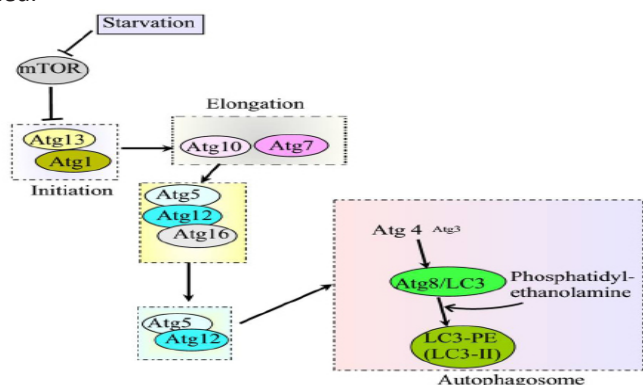 Starvation
mTOR
Elongation
Atg13
Atg1
Initiation
Atg10
Atg7
Atg5
Atg12
Atg16
Atg5
Atg12
Atg 4
Atg3
Atg8/LC3
Phosphatidyl-
ethanolamine
LC3-PE
(LC3-II)
Autophagosome